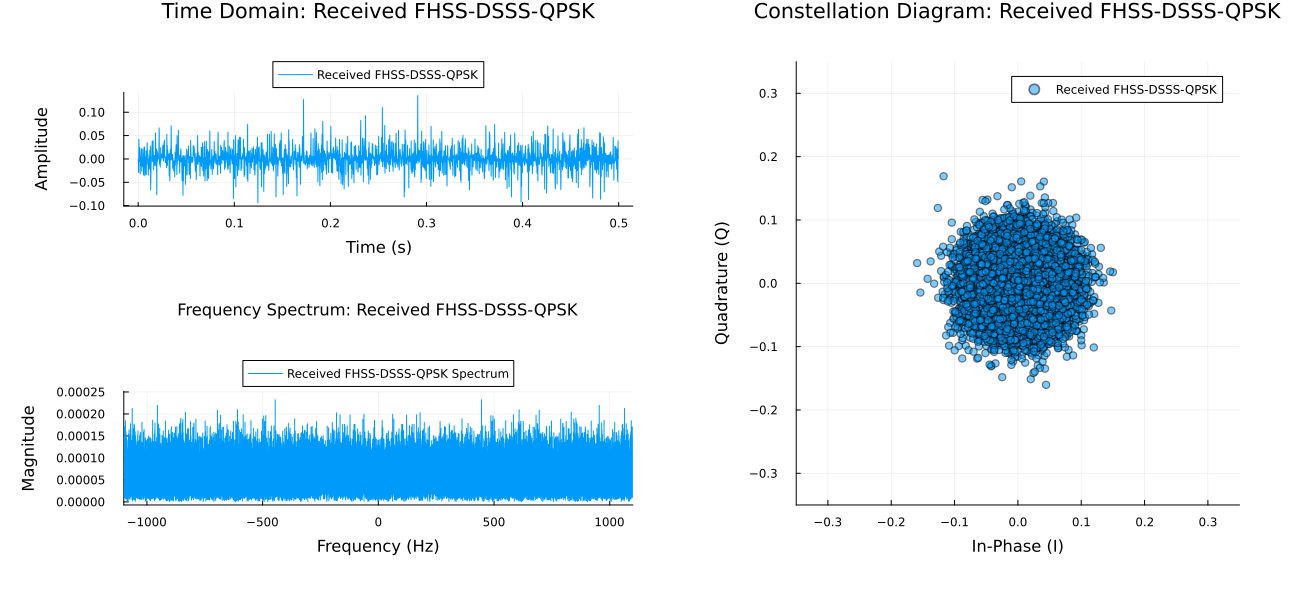 Time Domain: Received FHSS-DSSS-QPSK
Received FHSS-DSSS-QPSK
Amplitude
0.10
0.05
0.00
−0.05
−0.10
0.0 0.1 0.2 0.3 0.4 0.5
Time (s)
Frequency Spectrum: Received FHSS-DSSS-QPSK
Received FHSS-DSSS-QPSK Spectrum
Magnitude
0.00025
0.00020
0.00015
0.00010
0.00005
0.00000
−1000 −500 0 500 1000
Frequency (Hz)
Constellation Diagram: Received FHSS-DSSS-QPSK
Received FHSS-DSSS-QPSK
Quadrature (Q)
0.3
0.2
0.1
0.0
−0.1
−0.2
−0.3
−0.3 −0.2 −0.1 0.0 0.1 0.2 0.3
In-Phase (I)